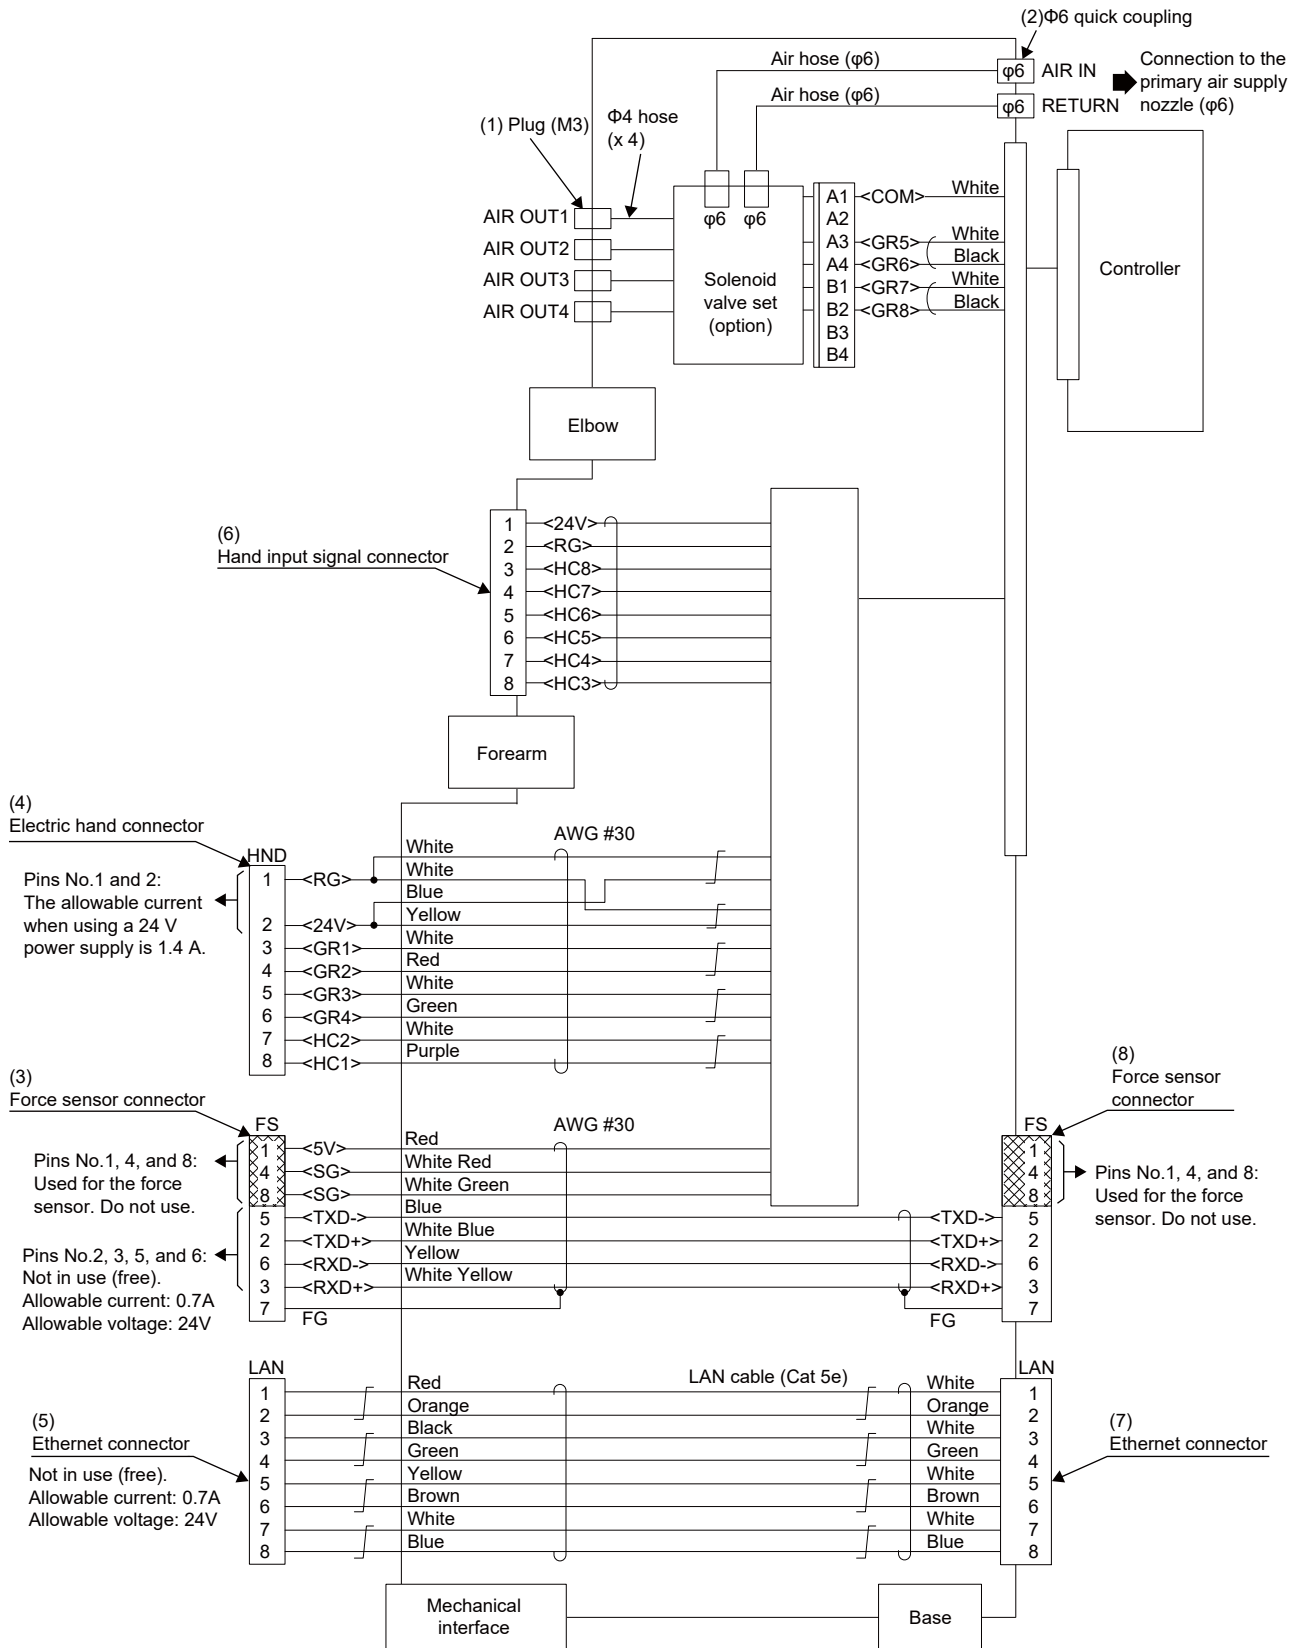 (2)Φ6 quick coupling
Air hose (φ6)
φ6
AIR IN
Connection to the
primary air supply
nozzle (φ6)
Air hose (φ6)
φ6
RETURN
(1) Plug (M3)
Φ4 hose
(x 4)
AIR OUT1
AIR OUT2
AIR OUT3
AIR OUT4
φ6
φ6
Solenoid
valve set
(option)
A1
<COM>
White
A2
A3
<GR5>
White
A4
<GR6>
Black
B1
<GR7>
White
B2
<GR8>
Black
B3
B4
Controller
Elbow
(6)
Hand input signal connector
1
<24V>
2
<RG>
3
<HC8>
4
<HC7>
5
<HC6>
6
<HC5>
7
<HC4>
8
<HC3>
Forearm
(4)
Electric hand connector
HND
AWG #30
Pins No.1 and 2:
The allowable current
when using a 24 V
power supply is 1.4 A.
White
1
<RG>
White
Blue
2
<24V>
Yellow
3
<GR1>
White
4
<GR2>
Red
5
<GR3>
White
6
<GR4>
Green
7
<HC2>
White
8
<HC1>
Purple
(3)
Force sensor connector
FS
AWG #30
Pins No.1, 4, and 8:
Used for the force
sensor. Do not use.
Pins No.2, 3, 5, and 6:
Not in use (free).
Allowable current: 0.7A
Allowable voltage: 24V
1
<5V>
Red
4
<SG>
White Red
8
<SG>
White Green
5
<TXD->
Blue
2
<TXD+>
White Blue
6
<RXD->
Yellow
3
<RXD+>
White Yellow
7
FG
(8)
Force sensor
connector
FS
1
4
8
Pins No.1, 4, and 8:
Used for the force
sensor. Do not use.
<TXD->
5
<TXD+>
2
<RXD->
6
<RXD+>
3
7
FG
LAN
LAN cable (Cat 5e)
LAN
(5)
Ethernet connector
Not in use (free).
Allowable current: 0.7A
Allowable voltage: 24V
1
Red
White
1
2
Orange
Orange
2
3
Black
White
3
4
Green
Green
4
5
Yellow
White
5
6
Brown
Brown
6
7
White
White
7
8
Blue
Blue
8
(7)
Ethernet connector
Mechanical
interface
Base